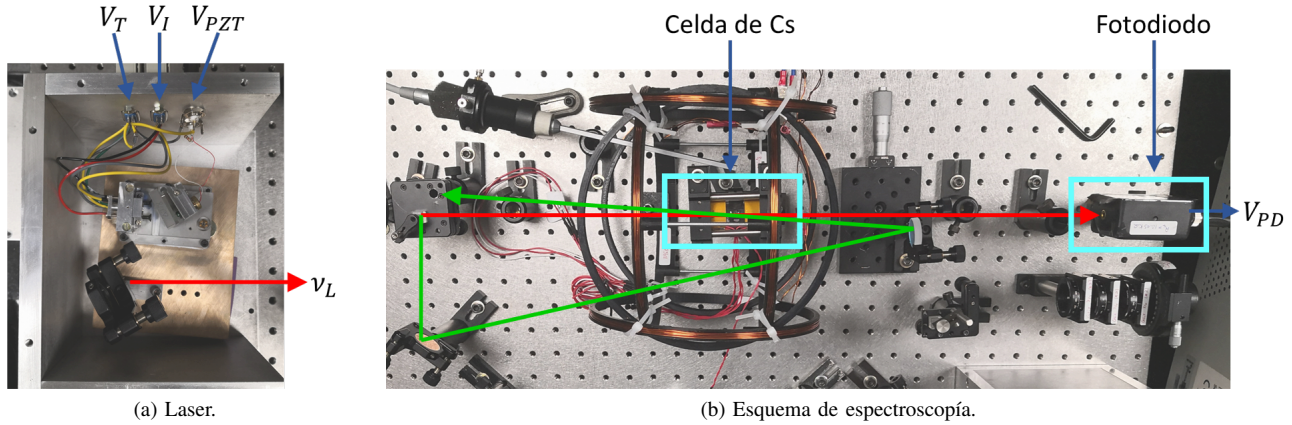 V_T V_I V_PZT
ν_L
(a) Laser.
Celda de Cs
Fotodiodo
V_PD
(b) Esquema de espectroscopía.